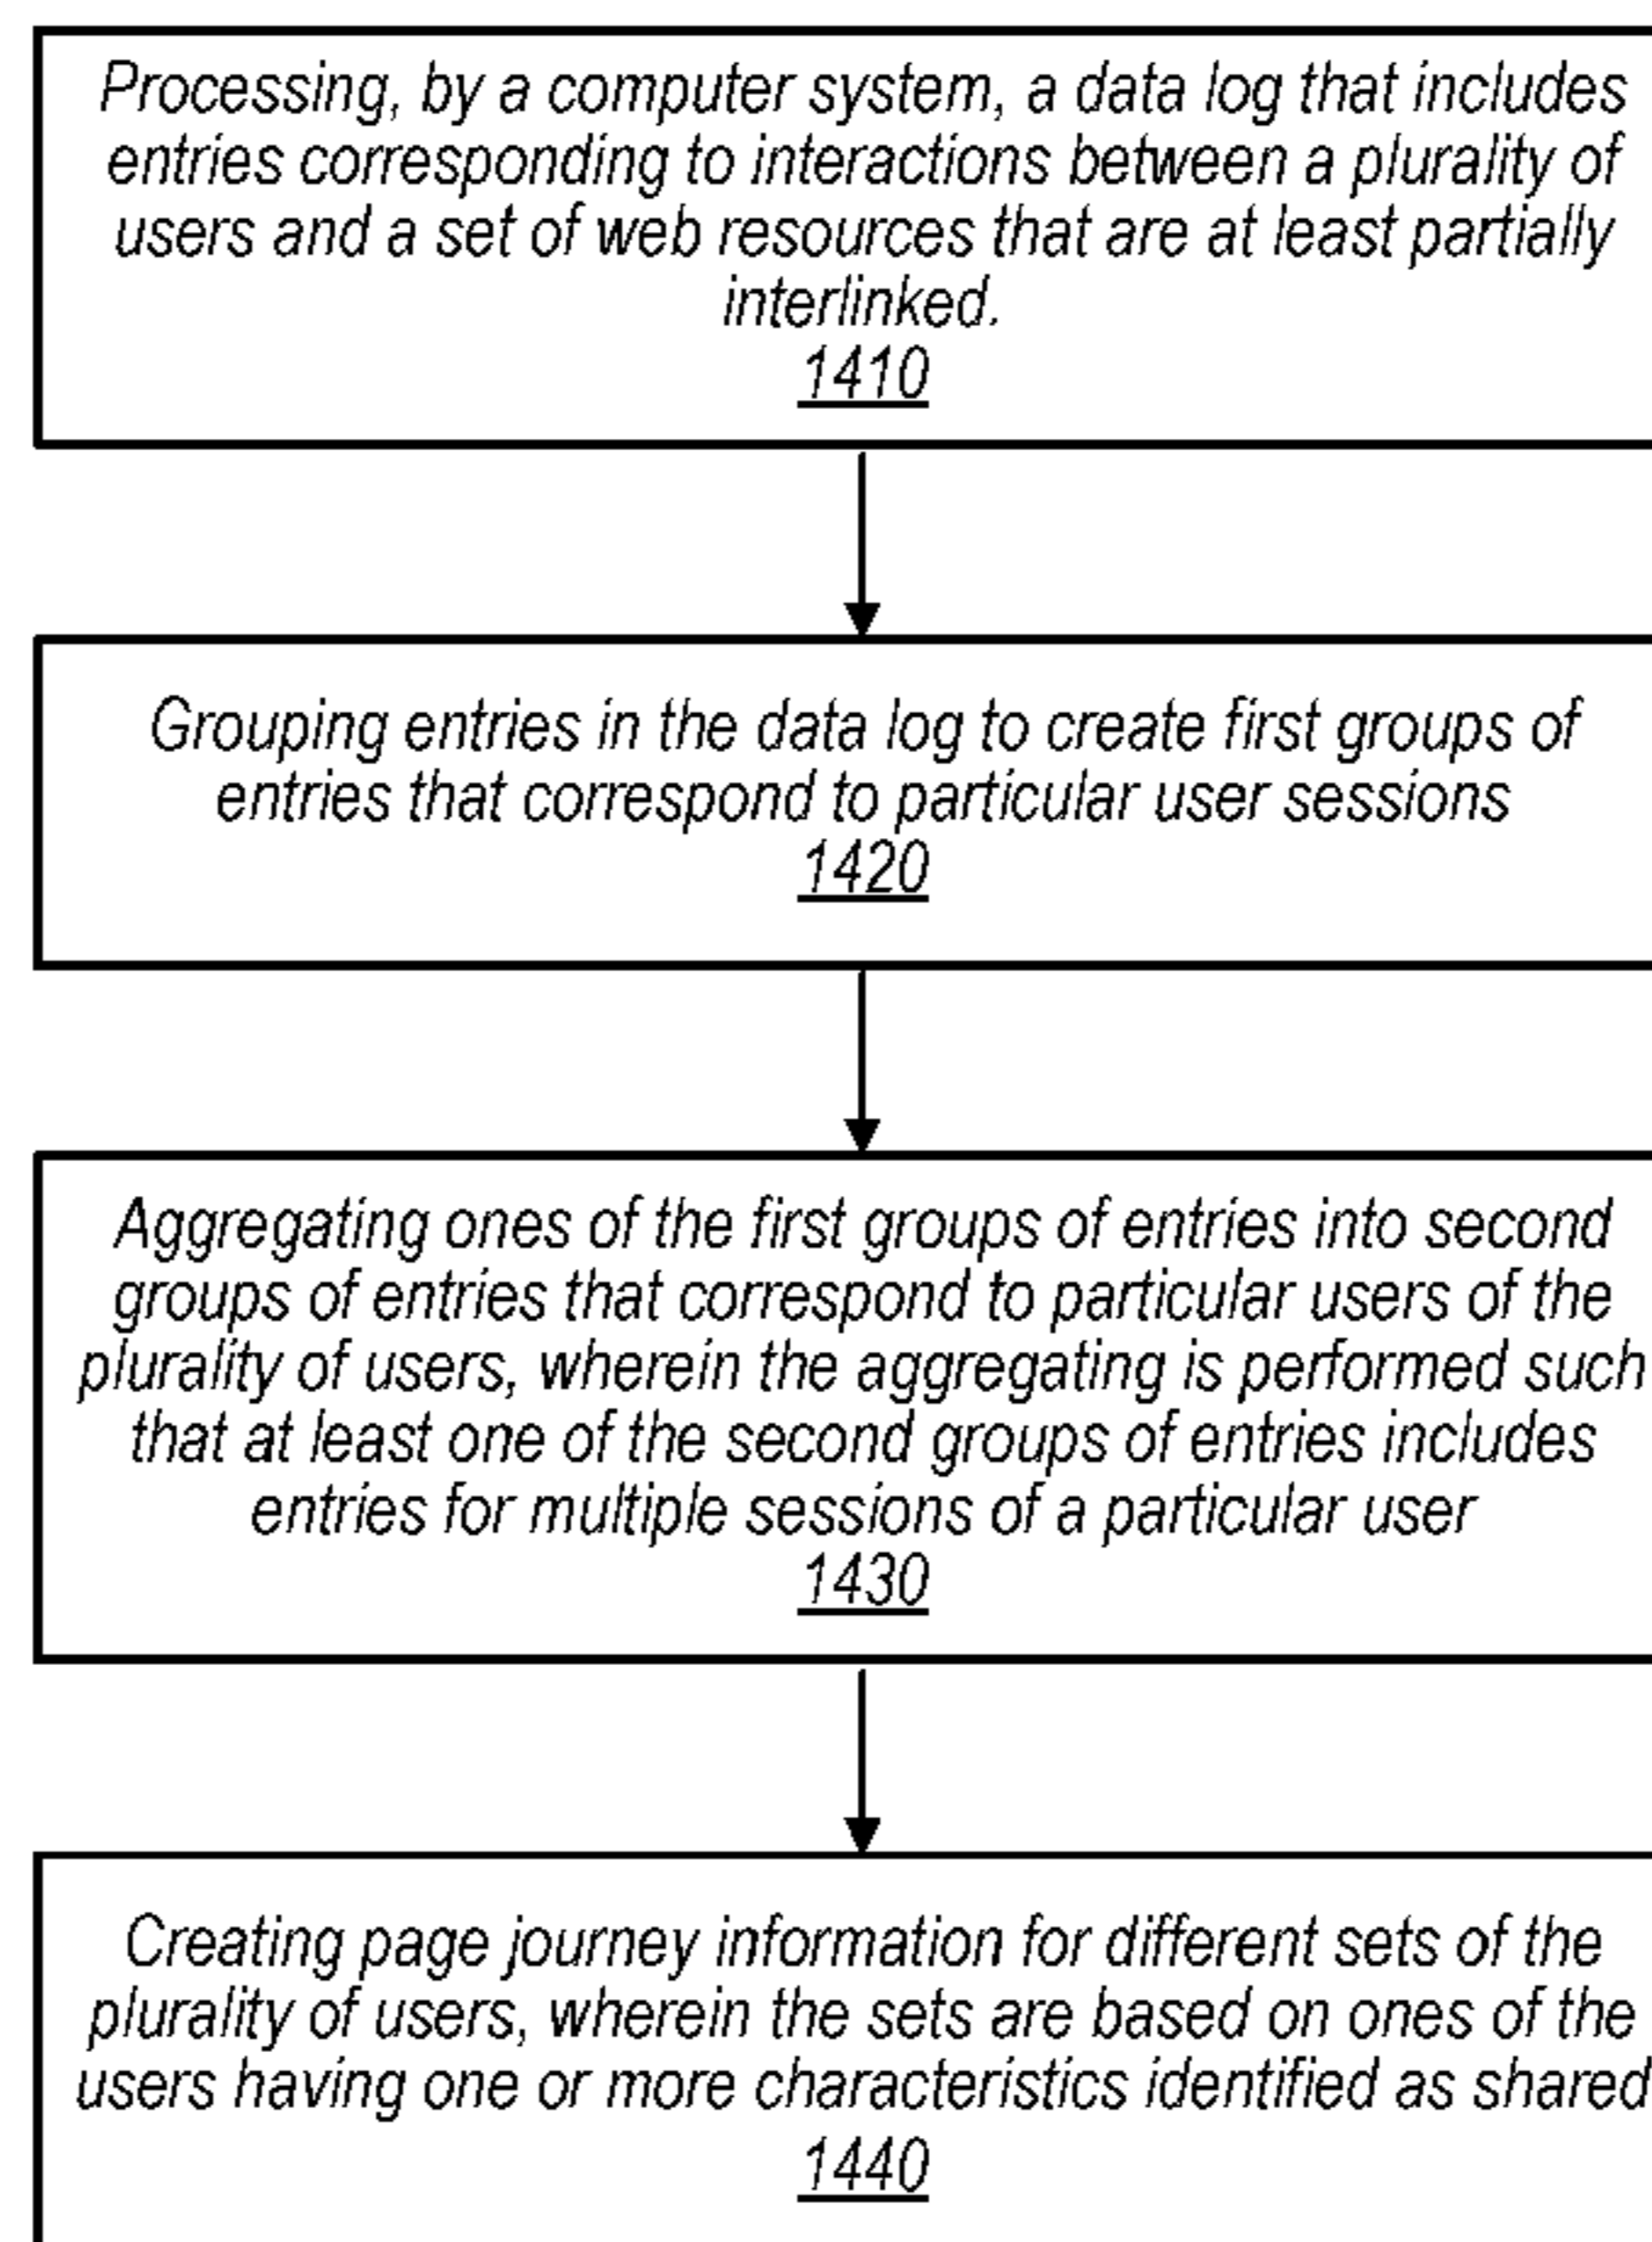 Processing, by a computer system, a data log that includes
entries corresponding to interactions between a plurality of
users and a set of web resources that are at least partially
interlinked.
1410
Grouping entries in the data log to create first groups of
entries that correspond to particular user sessions
1420
Aggregating ones of the first groups of entries into second
groups of entries that correspond to particular users of the
plurality of users, wherein the aggregating is performed such
that at least one of the second groups of entries includes
entries for multiple sessions of a particular user
1430
Creating page journey information for different sets of the
plurality of users, wherein the sets are based on ones of the
users having one or more characteristics identified as shared
1440